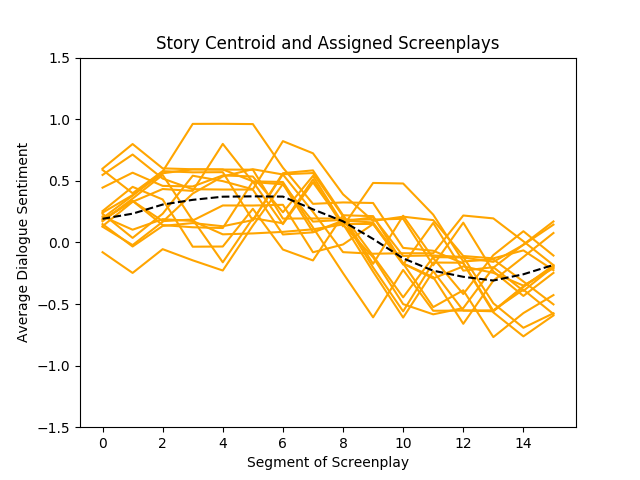 Story Centroid and Assigned Screenplays
1.5
1.0
0.5
0.0
−0.5
−1.0
−1.5
Average Dialogue Sentiment
0 2 4 6 8 10 12 14
Segment of Screenplay